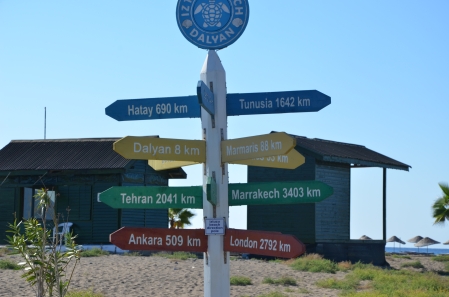 DALYAN
Hatay 690 km
Tunusia 1642 km
Dalyan 8 km
Marmaris 88 km
Tehran 2041 km
Marrakech 3403 km
Ankara 509 km
London 2792 km